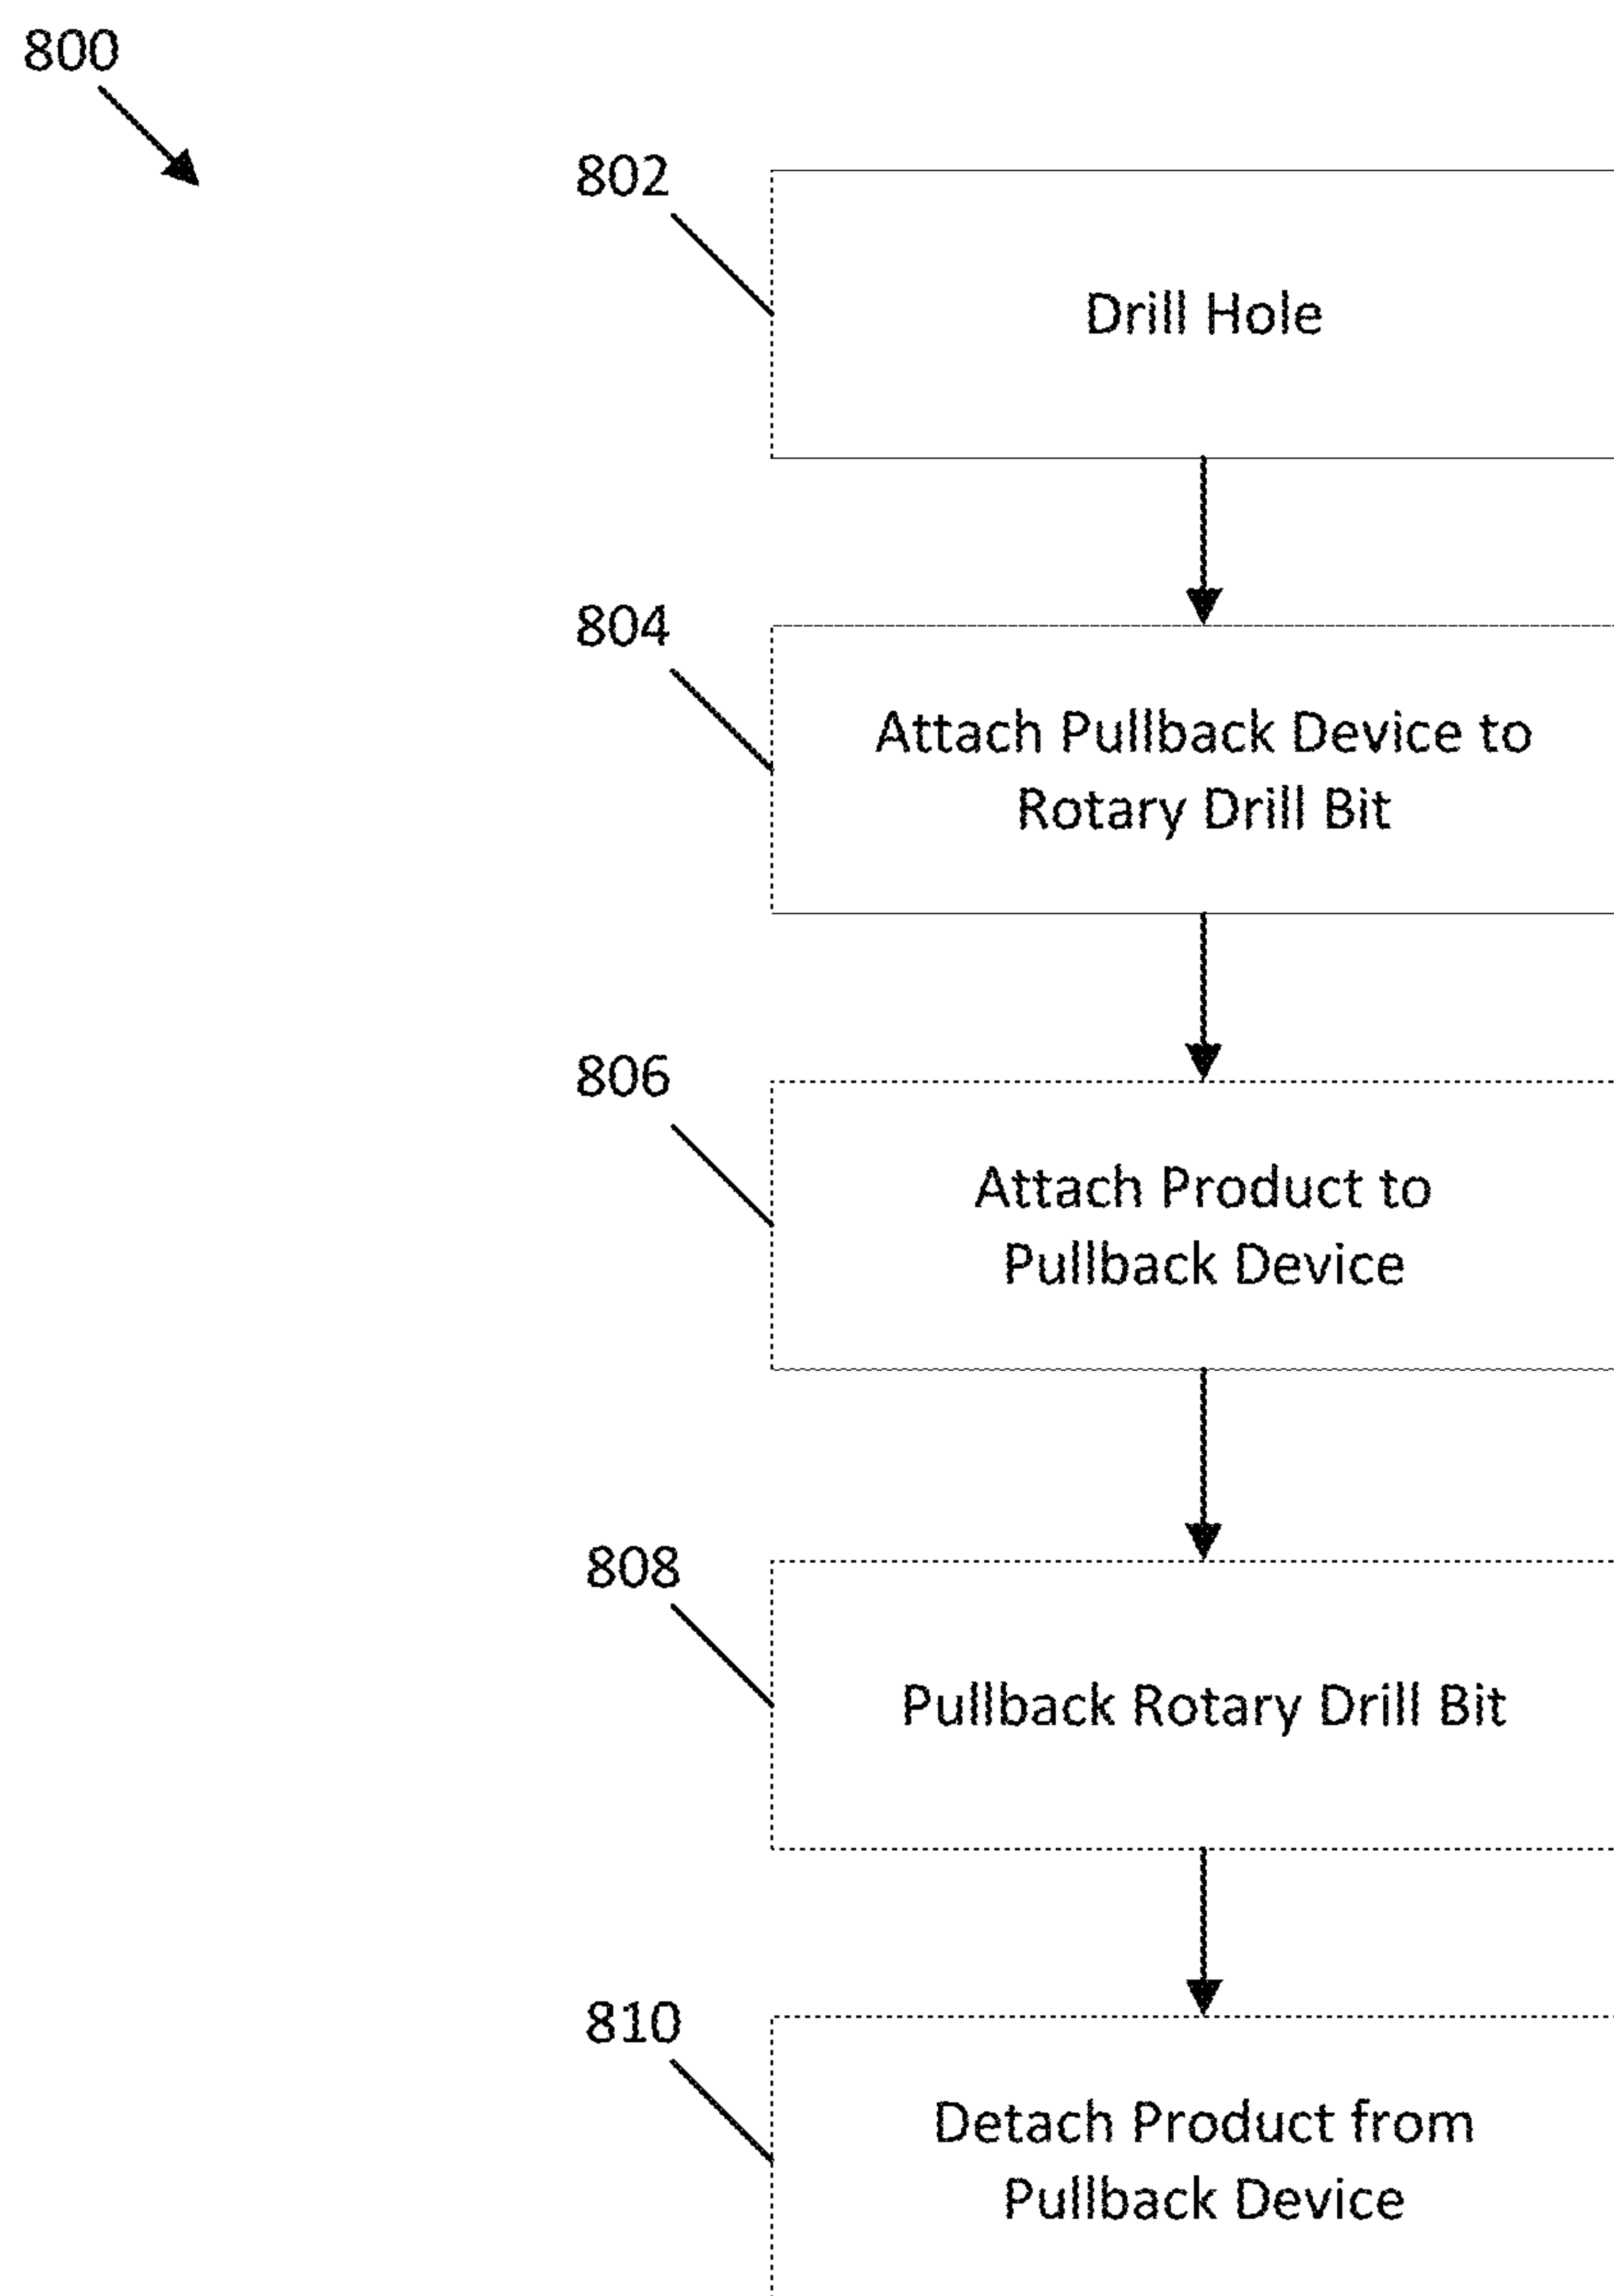 800
802
Drill Hole
804
Attach Pullback Device to
Rotary Drill Bit
806
Attach Product to
Pullback Device
808
Pullback Rotary Drill Bit
810
Detach Product from
Pullback Device